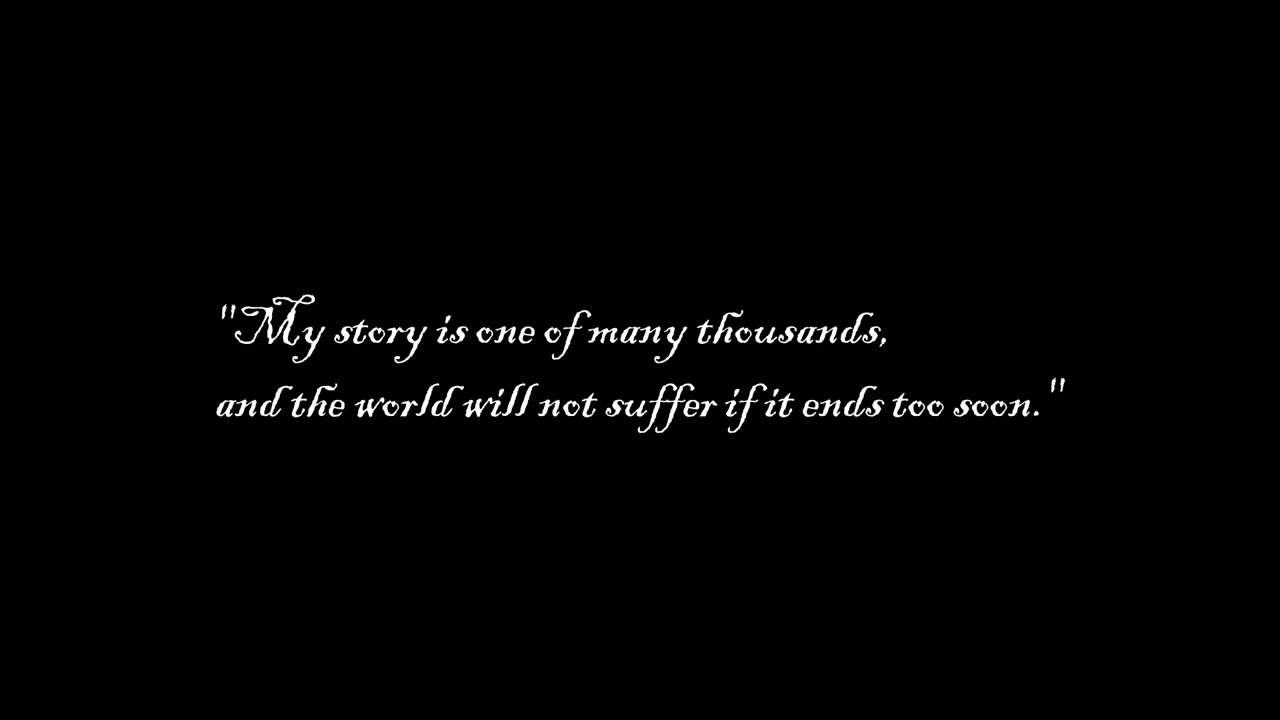 "My story is one of many thousands,
and the world will not suffer if it ends too soon."